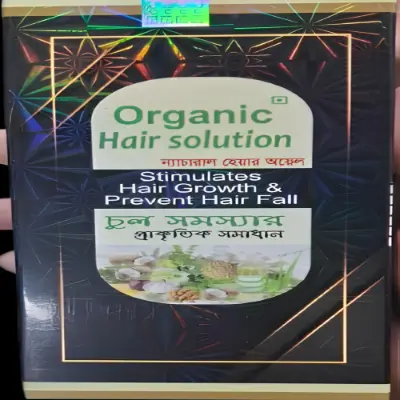 Organic
Hair solution
ন্যাচারাল হেয়ার অয়েল
Stimulates
Hair Growth &
Prevent Hair Fall
চুল সমস্যার
প্রাকৃতিক সমাধান